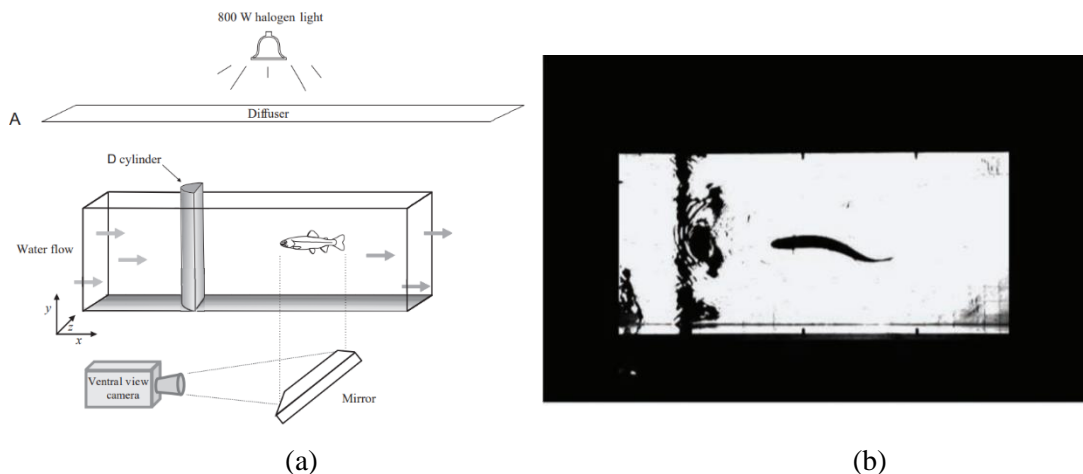 800 W halogen light
A
Diffuser
D cylinder
Water flow
y
z
x
Ventral view
camera
Mirror
(a)
(b)